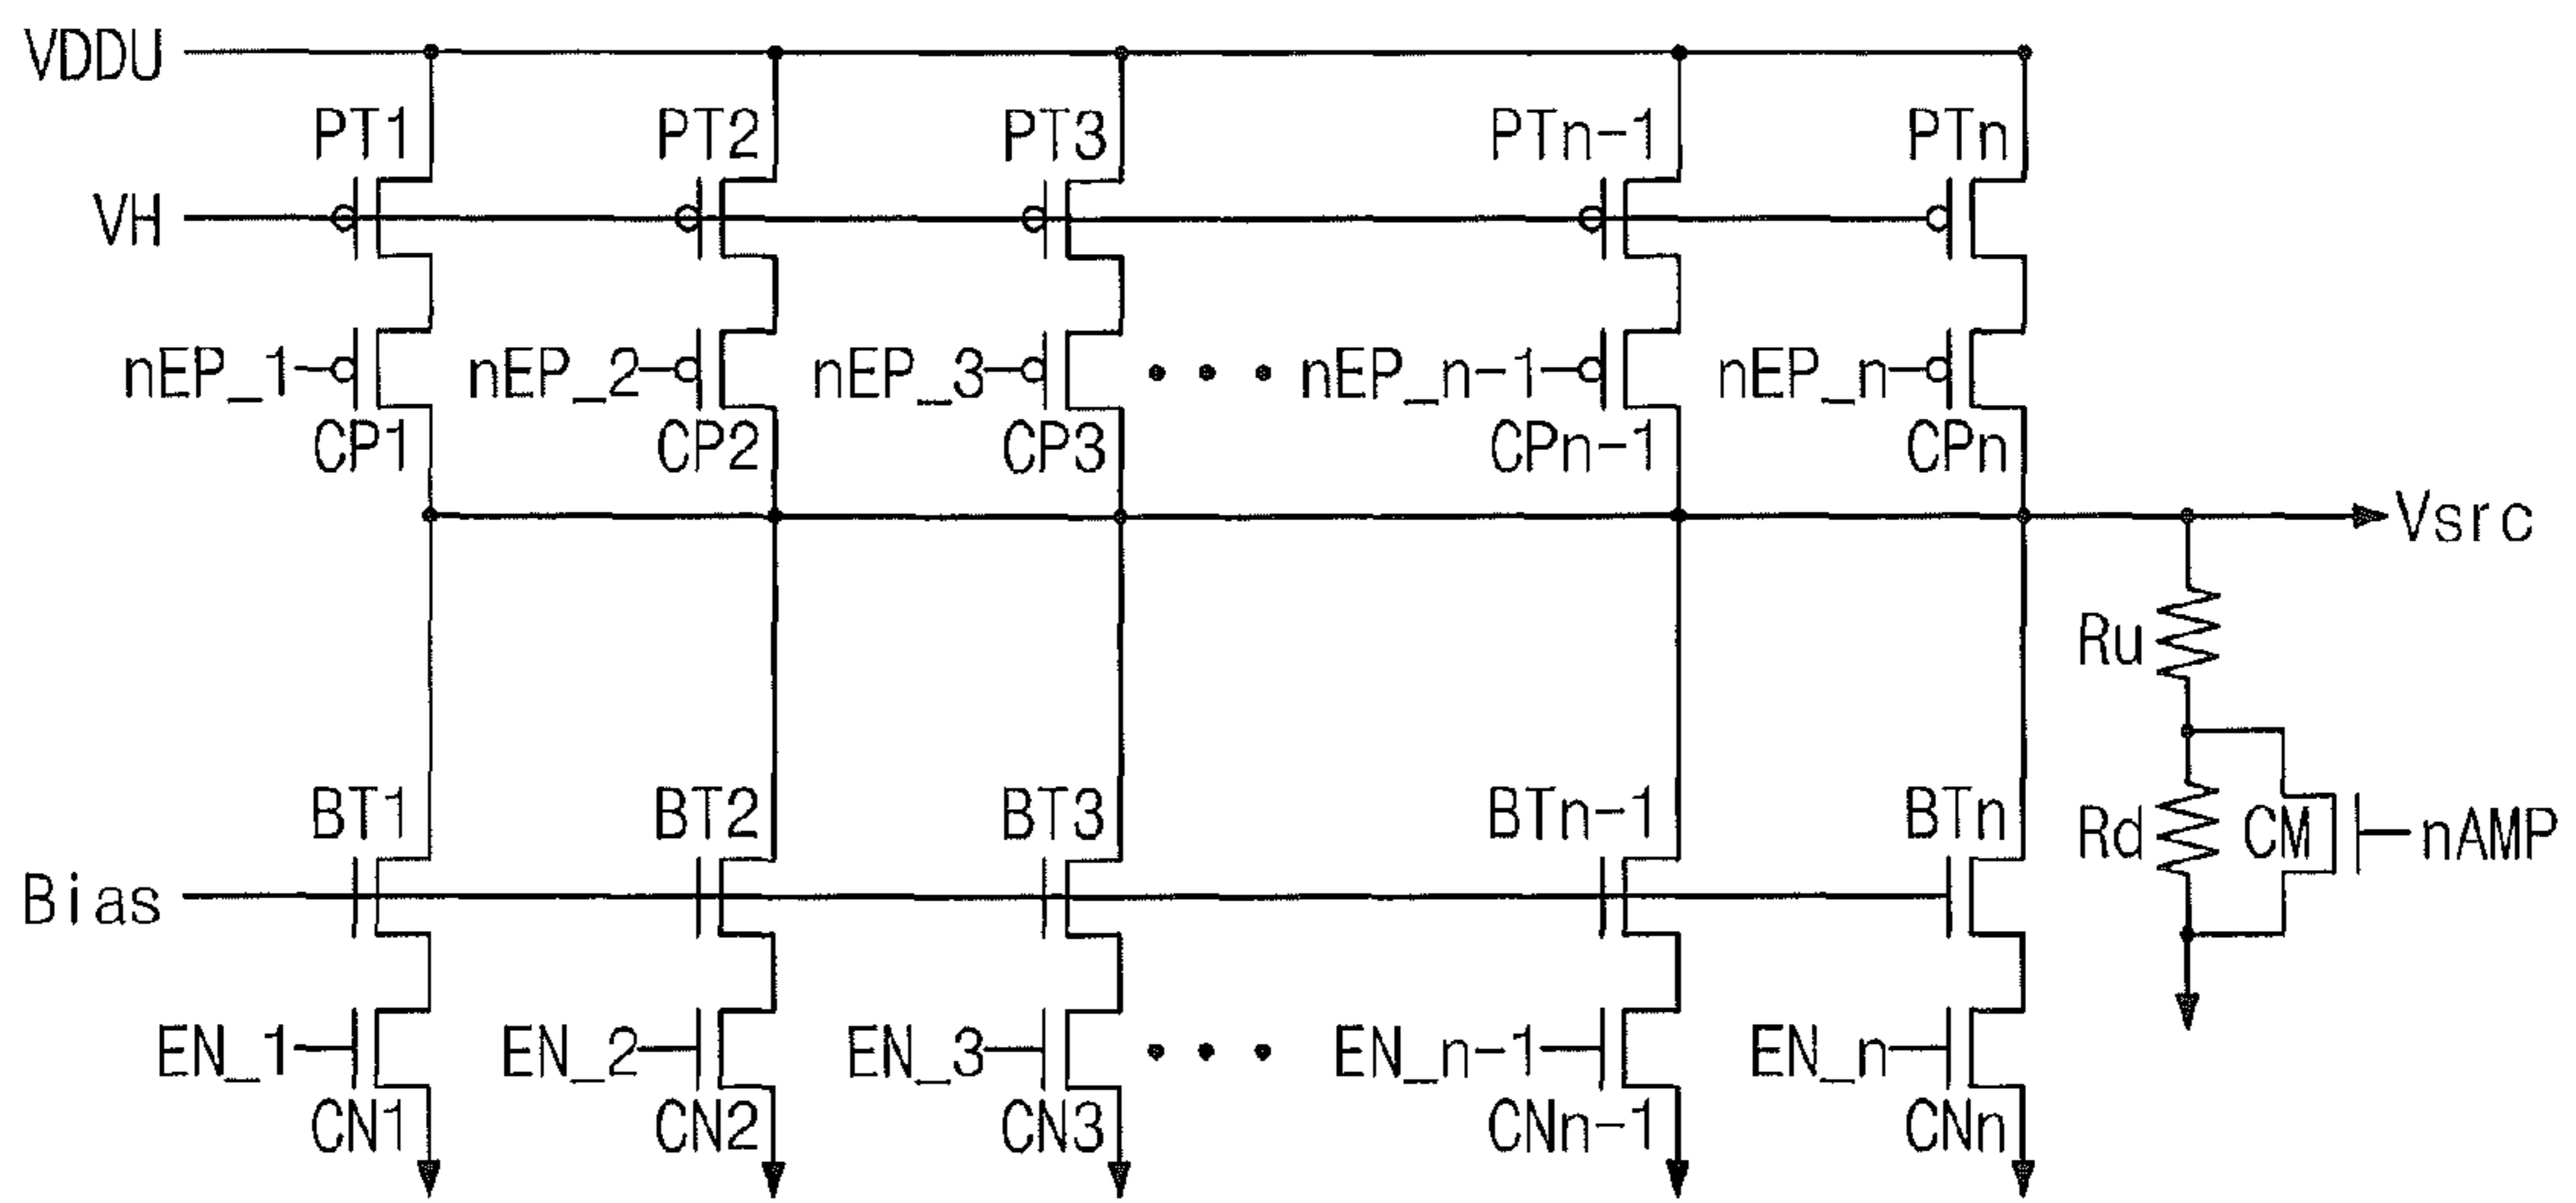 VDDU
PT1 PT2 PT3 PTn-1 PTn
VH
nEP_1 nEP_2 nEP_3 nEP_n-1 nEP_n
CP1 CP2 CP3 CPn-1 CPn
Vsrc
Ru
BT1 BT2 BT3 BTn-1 BTn
Rd CM nAMP
Bias
EN_1 EN_2 EN_3 EN_n-1 EN_n
CN1 CN2 CN3 CNn-1 CNn